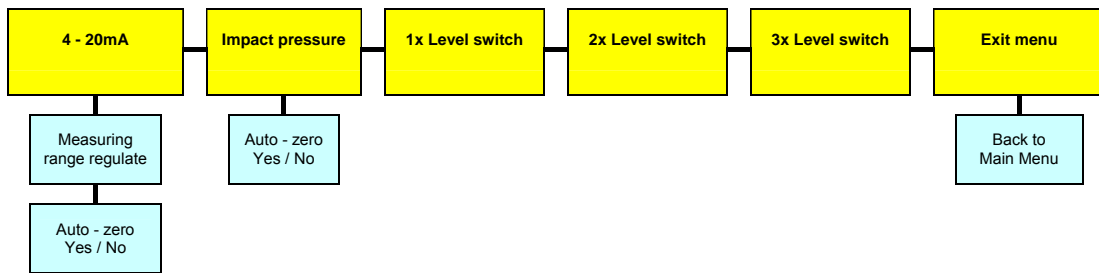 4 - 20mA
Impact pressure
1x Level switch
2x Level switch
3x Level switch
Exit menu
Measuring
range regulate
Auto - zero
Yes / No
Back to
Main Menu
Auto - zero
Yes / No